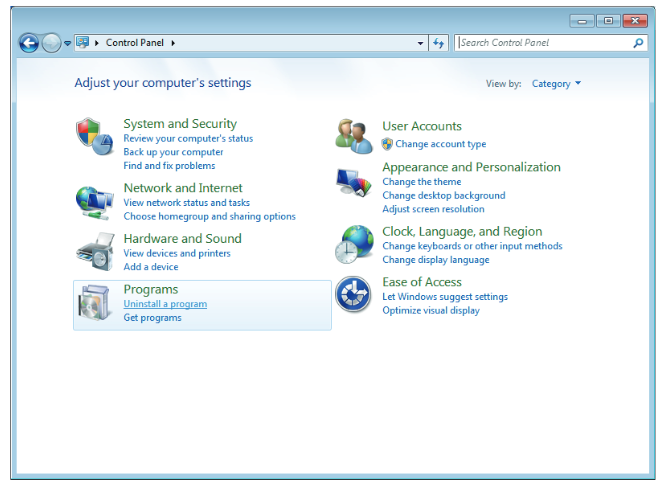 Control Panel
Search Control Panel
Adjust your computer's settings
View by: Category
System and Security
Review your computer's status
Back up your computer
Find and fix problems
Network and Internet
View network status and tasks
Choose homegroup and sharing options
Hardware and Sound
View devices and printers
Add a device
Programs
Uninstall a program
Get programs
User Accounts
Change account type
Appearance and Personalization
Change the theme
Change desktop background
Adjust screen resolution
Clock, Language, and Region
Change keyboards or other input methods
Change display language
Ease of Access
Let Windows suggest settings
Optimize visual display